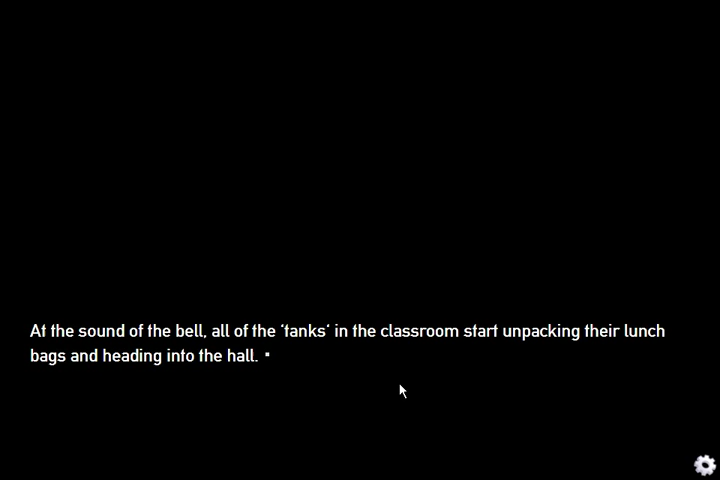 At the sound of the bell, all of the 'tanks' in the classroom start unpacking their lunch
bags and heading into the hall.